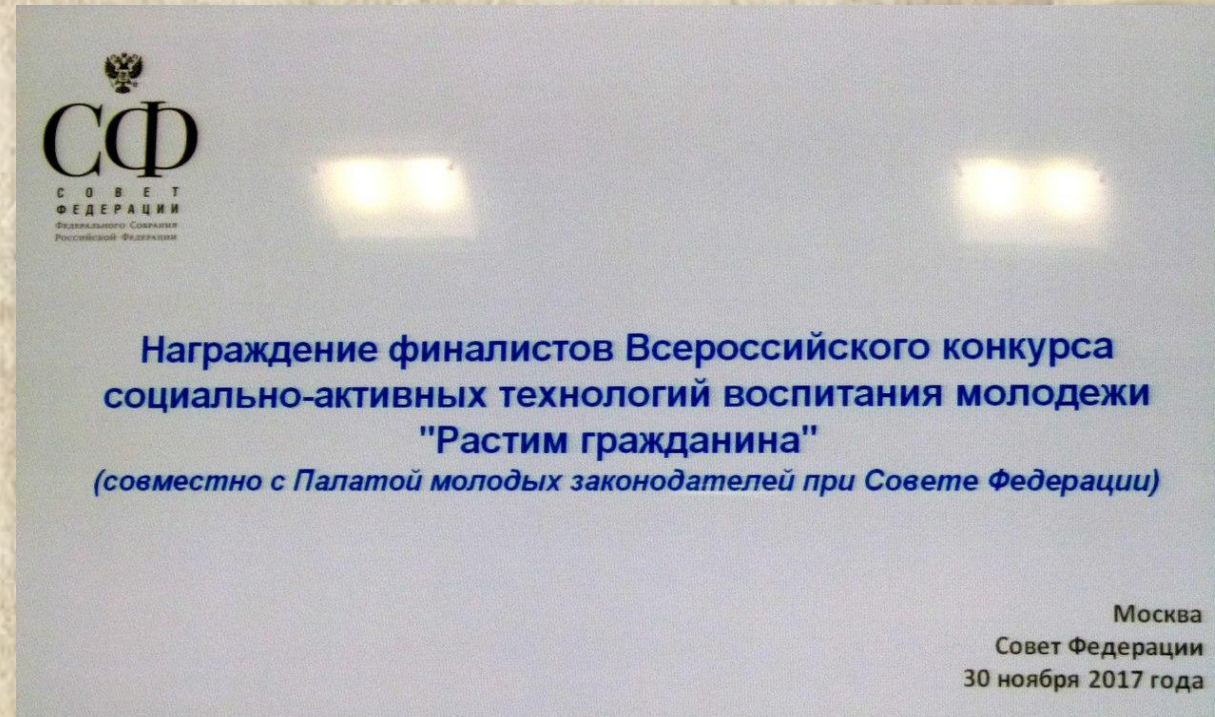 СФ
СОВЕТ
ФЕДЕРАЦИИ
Федерального Собрания
Российской Федерации
Награждение финалистов Всероссийского конкурса
социально-активных технологий воспитания молодежи
"Растим гражданина"
(совместно с Палатой молодых законодателей при Совете Федерации)
Москва
Совет Федерации
30 ноября 2017 года